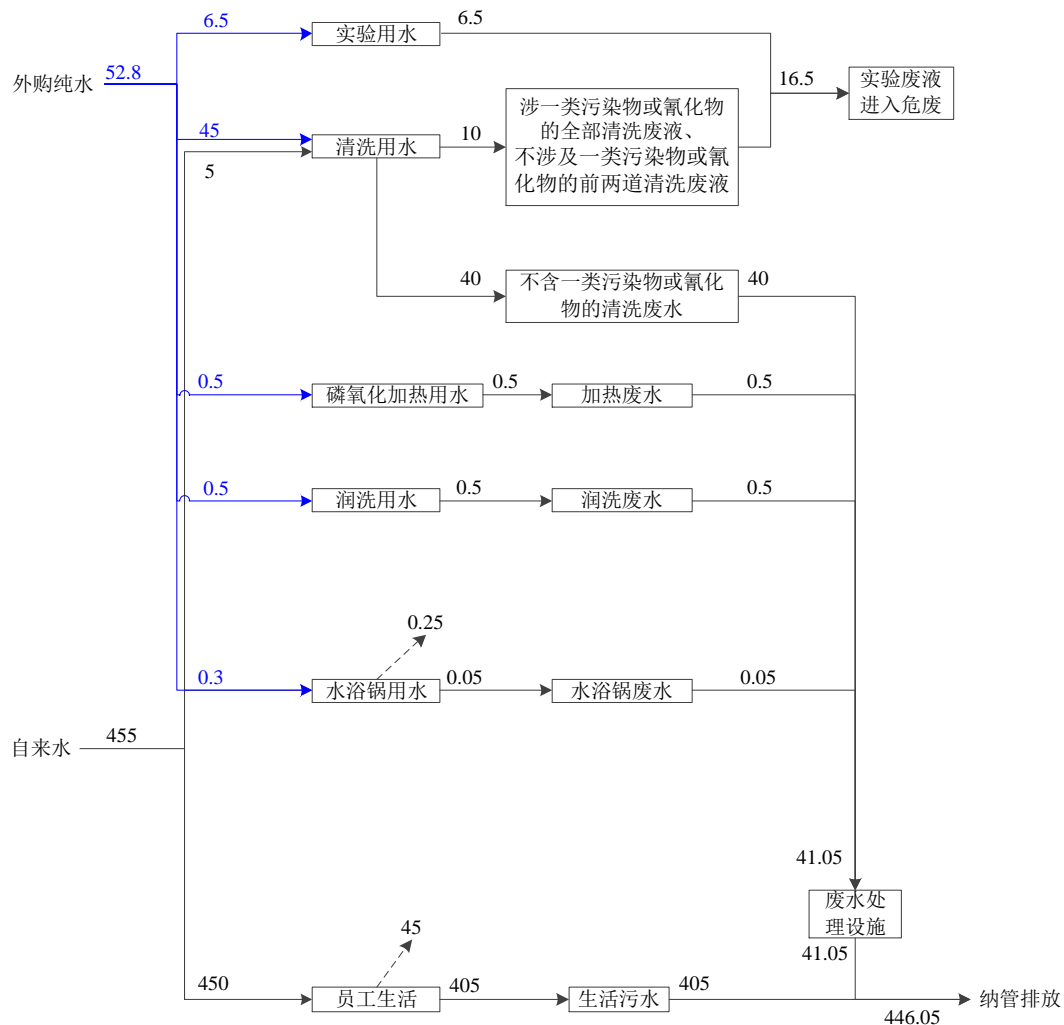 6.5
实验用水
6.5
外购纯水
52.8
16.5
实验废液
进入危废
45
清洗用水
10
涉一类污染物或氰化物
的全部清洗废液、
不涉及一类污染物或氰
化物的前两道清洗废液
5
40
不含一类污染物或氰化
物的清洗废水
40
0.5
磷氧化加热用水
0.5
加热废水
0.5
0.5
润洗用水
0.5
润洗废水
0.5
0.25
0.3
水浴锅用水
0.05
水浴锅废水
0.05
自来水
455
41.05
废水处
理设施
41.05
45
450
员工生活
405
生活污水
405
446.05
纳管排放